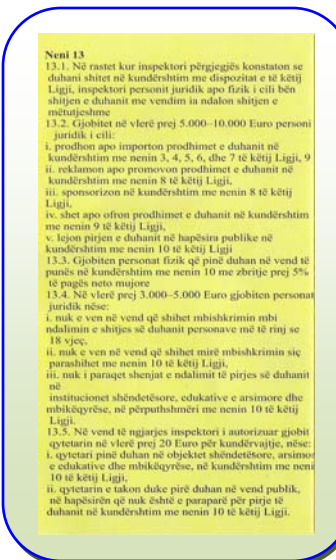 Neni 13
13.1. Në rastet kur inspektori përgjegjës konstaton se
duhani shitet në kundërshtim me dispozitat e të këtij
Ligji, inspektori personit juridik apo fizik i cili bën
shitjen e duhanit me vendim ia ndalon shitjen e
mëtutjeshme
13.2. Gjobitet në vlerë prej 5.000–10.000 Euro personi
juridik i cili:
i. prodhon apo importon prodhimet e duhanit në
kundërshtim me nenin 3, 4, 5, 6, dhe 7 të këtij Ligji, 9
ii. reklamon apo promovon prodhimet e duhanit në
kundërshtim me nenin 8 të këtij Ligji,
iii. sponsorizon në kundërshtim me nenin 8 të këtij
Ligji,
iv. shet apo ofron prodhimet e duhanit në kundërshtim
me nenin 9 të këtij Ligji,
v. lejon pirjen e duhanit në hapësira publike në
kundërshtim me nenin 10 të këtij Ligji
13.3. Gjobiten personat fizik që pinë duhan në vend të
punës në kundërshtim me nenin 10 me zbritje prej 5%
të pagës neto mujore
13.4. Në vlerë prej 3.000–5.000 Euro gjobiten personat
juridik nëse:
i. nuk e ven në vend që shihet mbishkrimin mbi
ndalimin e shitjes së duhanit personave më të rinj se
18 vjeç,
ii. nuk e ven në vend që shihet mirë mbishkrimin siç
parashihet me nenin 10 të këtij Ligji,
iii. nuk i paraqet shenjat e ndalimit të pirjes së duhanit
në
institucionet shëndetësore, edukative e arsimore dhe
mbikëqyrëse, në përputhshmëri me nenin 10 të këtij
Ligji.
13.5. Në vend të ngjarjes inspektori i autorizuar gjobit
qytetarin në vlerë prej 20 Euro për kundërvajtje, nëse:
i. qytetari pinë duhan në objektet shëndetësore, arsimor
e edukative dhe mbikëqyrëse, në kundërshtim me neni
10 të këtij Ligji,
ii. qytetarin e takon duke pirë duhan në vend publik,
në hapësirën që nuk është e paraparë për pirje të
duhanit në kundërshtim me nenin 10 të këtij Ligji.